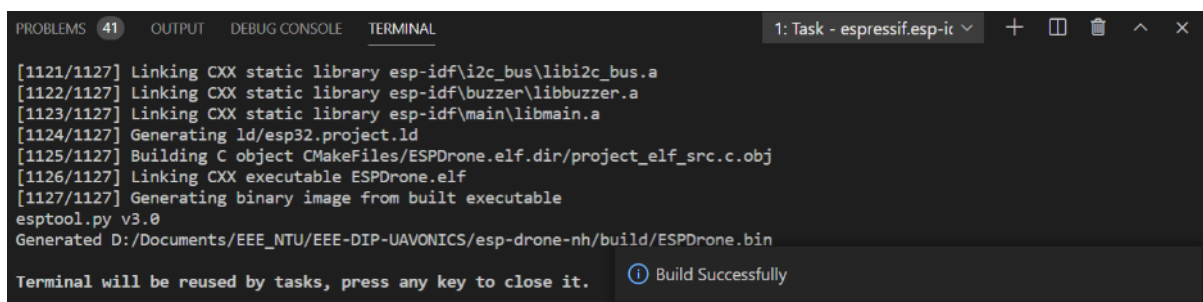 PROBLEMS 41 OUTPUT DEBUG CONSOLE TERMINAL 1: Task - espressif.esp-ic
[1121/1127] Linking CXX static library esp-idf\i2c_bus\libi2c_bus.a
[1122/1127] Linking CXX static library esp-idf\buzzer\libbuzzer.a
[1123/1127] Linking CXX static library esp-idf\main\libmain.a
[1124/1127] Generating ld/esp32.project.ld
[1125/1127] Building C object CMakeFiles/ESPDrone.elf.dir/project_elf_src.c.obj
[1126/1127] Linking CXX executable ESPDrone.elf
[1127/1127] Generating binary image from built executable
esptool.py v3.0
Generated D:/Documents/EEE_NTU/EEE-DIP-UAVONICS/esp-drone-nh/build/ESPDrone.bin
Terminal will be reused by tasks, press any key to close it.
Build Successfully